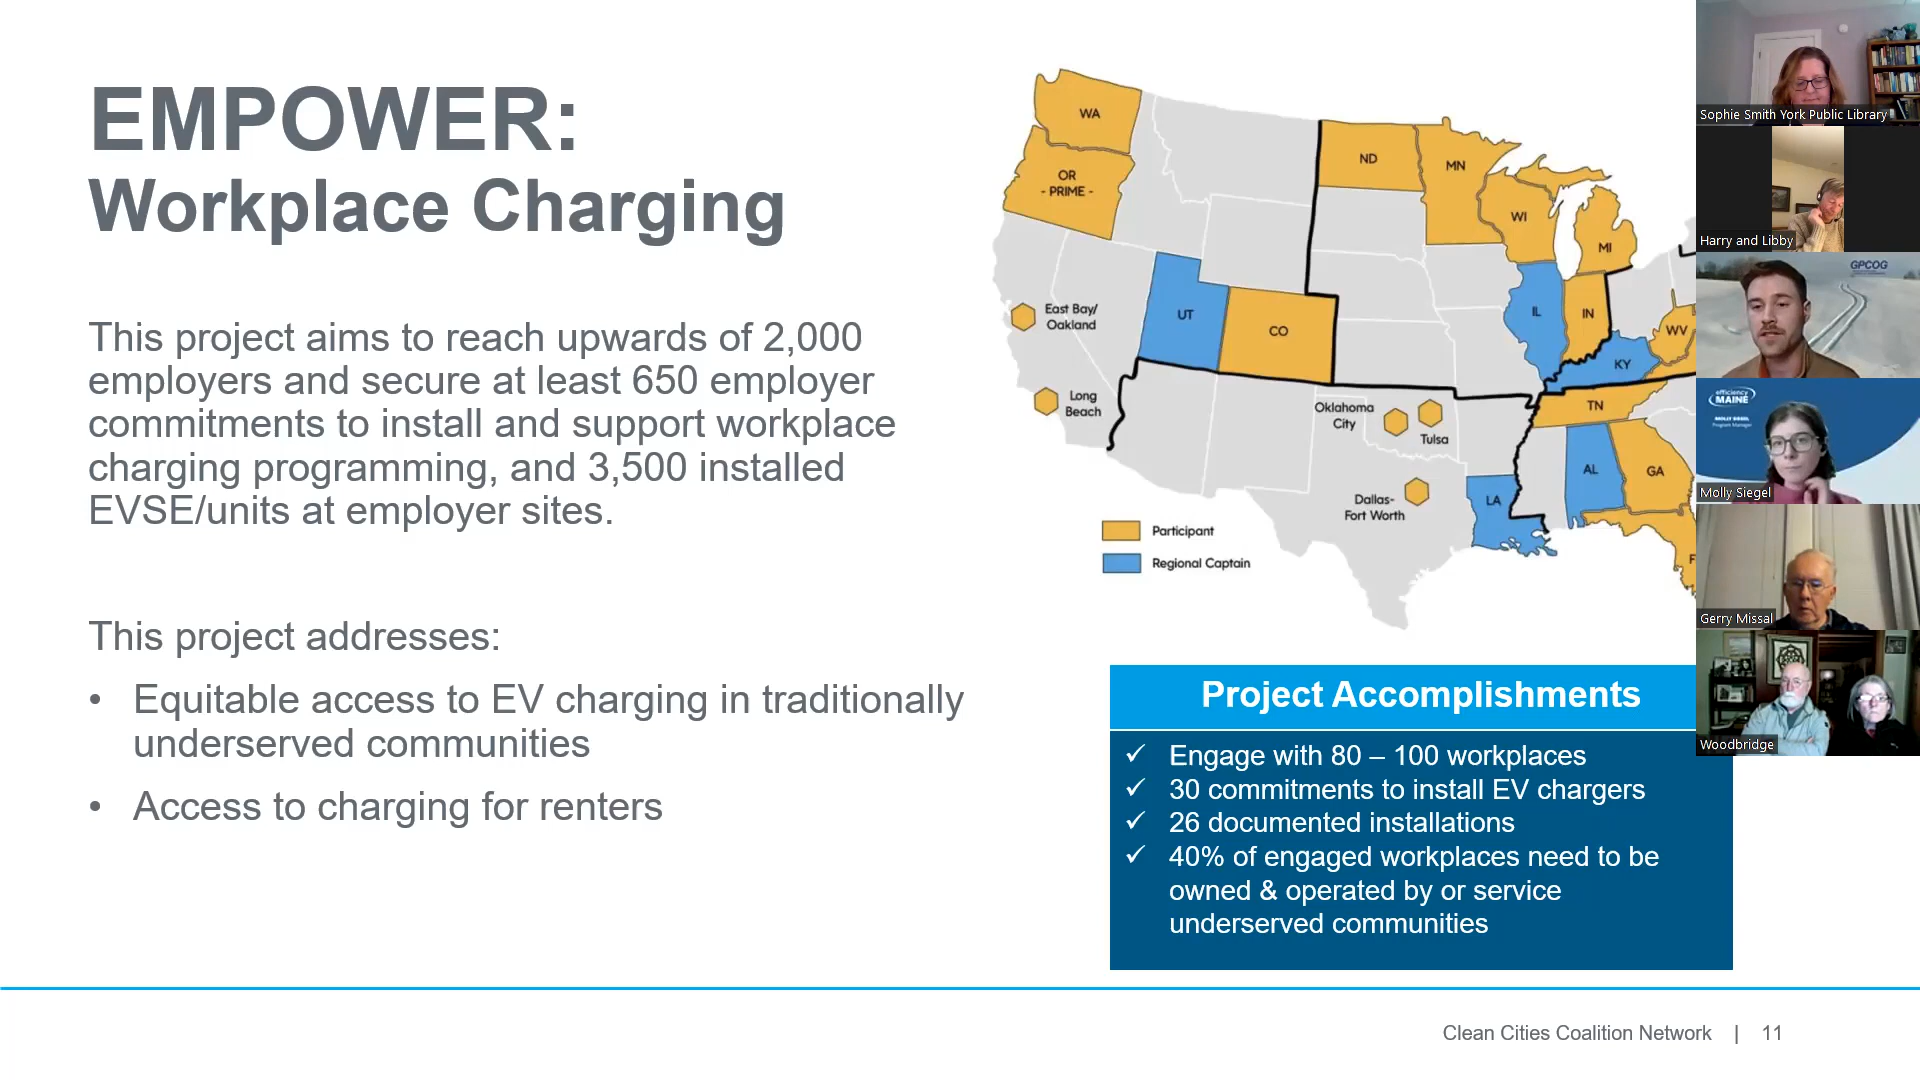 EMPOWER:
Workplace Charging
This project aims to reach upwards of 2,000
employers and secure at least 650 employer
commitments to install and support workplace
charging programming, and 3,500 installed
EVSE/units at employer sites.
This project addresses:
• Equitable access to EV charging in traditionally
underserved communities
• Access to charging for renters
WA
OR
- PRIME -
ND
MN
WI
MI
UT
CO
IL
IN
WV
KY
TN
AL
GA
LA
F
East Bay/
Oakland
Long
Beach
Oklahoma
City
Tulsa
Dallas-
Fort Worth
Participant
Regional Captain
Project Accomplishments
✓ Engage with 80 – 100 workplaces
✓ 30 commitments to install EV chargers
✓ 26 documented installations
✓ 40% of engaged workplaces need to be
owned & operated by or service
underserved communities
Clean Cities Coalition Network | 11
Sophie Smith York Public Library
Harry and Libby
GPCOG
efficiency
MAINE
MOLLY SIEGEL
Program Manager
Molly Siegel
Gerry Missal
Woodbridge